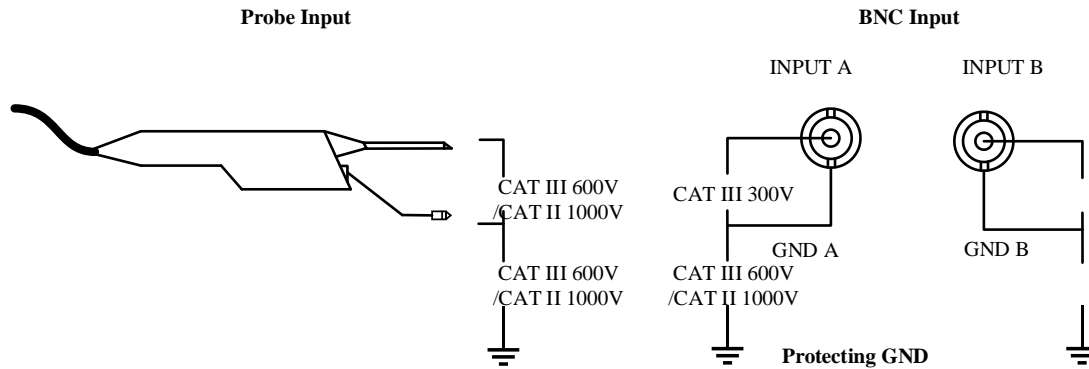 Probe Input
BNC Input
INPUT A
INPUT B
CAT III 600V
/CAT II 1000V
CAT III 300V
GND A
GND B
CAT III 600V
/CAT II 1000V
CAT III 600V
/CAT II 1000V
Protecting GND